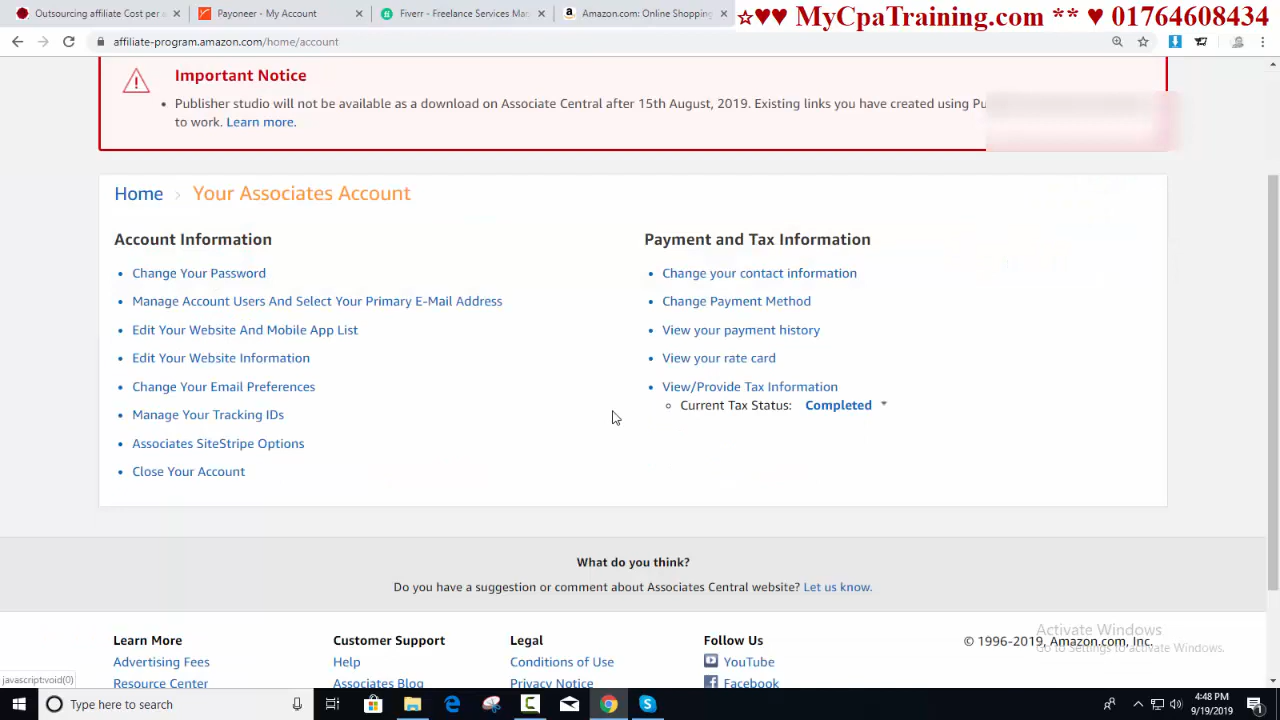 Outsourcing affiliate Cost per a
Payoneer - My Account
Fiverr - Freelance Services Mar
Amazon.com: Online Shopping
☆♥♥ MyCpaTraining.com ** ♥ 01764608434
affiliate-program.amazon.com/home/account
Important Notice
Publisher studio will not be available as a download on Associate Central after 15th August, 2019. Existing links you have created using Pu
to work. Learn more.
Home › Your Associates Account
Account Information
Change Your Password
Manage Account Users And Select Your Primary E-Mail Address
Edit Your Website And Mobile App List
Edit Your Website Information
Change Your Email Preferences
Manage Your Tracking IDs
Associates SiteStripe Options
Close Your Account
Payment and Tax Information
Change your contact information
Change Payment Method
View your payment history
View your rate card
View/Provide Tax Information
Current Tax Status: Completed
What do you think?
Do you have a suggestion or comment about Associates Central website? Let us know.
Learn More
Advertising Fees
Resource Center
Customer Support
Help
Associates Blog
Legal
Conditions of Use
Privacy Notice
Follow Us
YouTube
Facebook
© 1996-2019, Amazon.com, Inc.
Activate Windows
Go to Settings to activate Windows.
javascript:void(0)
Type here to search
4:48 PM
9/19/2019